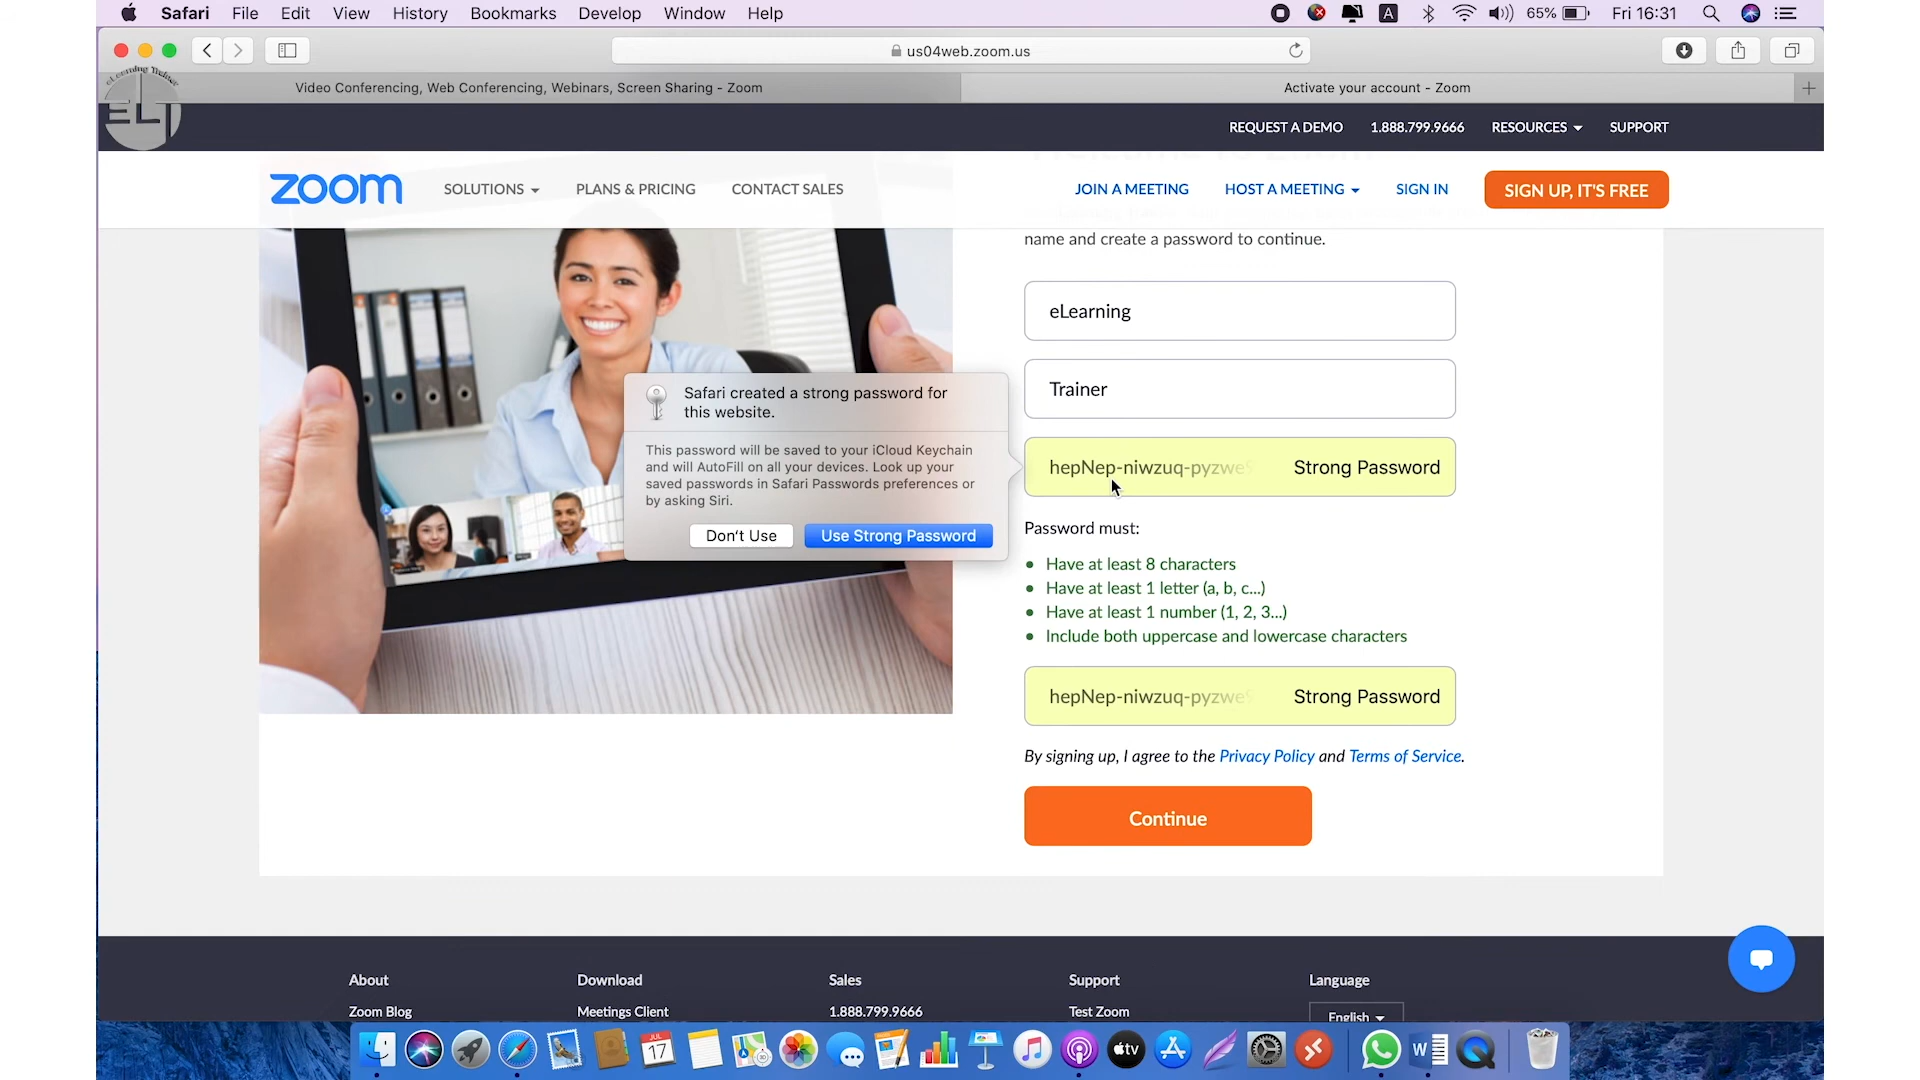 Safari File Edit View History Bookmarks Develop Window Help
A 65% Fri 16:31
us04web.zoom.us
Video Conferencing, Web Conferencing, Webinars, Screen Sharing - Zoom
Activate your account - Zoom
eLearning Trainer
ELT
REQUEST A DEMO 1.888.799.9666 RESOURCES SUPPORT
zoom SOLUTIONS PLANS & PRICING CONTACT SALES JOIN A MEETING HOST A MEETING SIGN IN SIGN UP, IT'S FREE
name and create a password to continue.
eLearning
Trainer
Safari created a strong password for
this website.
This password will be saved to your iCloud Keychain
and will AutoFill on all your devices. Look up your
saved passwords in Safari Passwords preferences or
by asking Siri.
Don't Use Use Strong Password
hepNep-niwzuq-pyzwe9 Strong Password
Password must:
Have at least 8 characters
Have at least 1 letter (a, b, c...)
Have at least 1 number (1, 2, 3...)
Include both uppercase and lowercase characters
hepNep-niwzuq-pyzwe9 Strong Password
By signing up, I agree to the Privacy Policy and Terms of Service.
Continue
About Download Sales Support Language
Zoom Blog Meetings Client 1.888.799.9666 Test Zoom English
JUL
17
tv
W